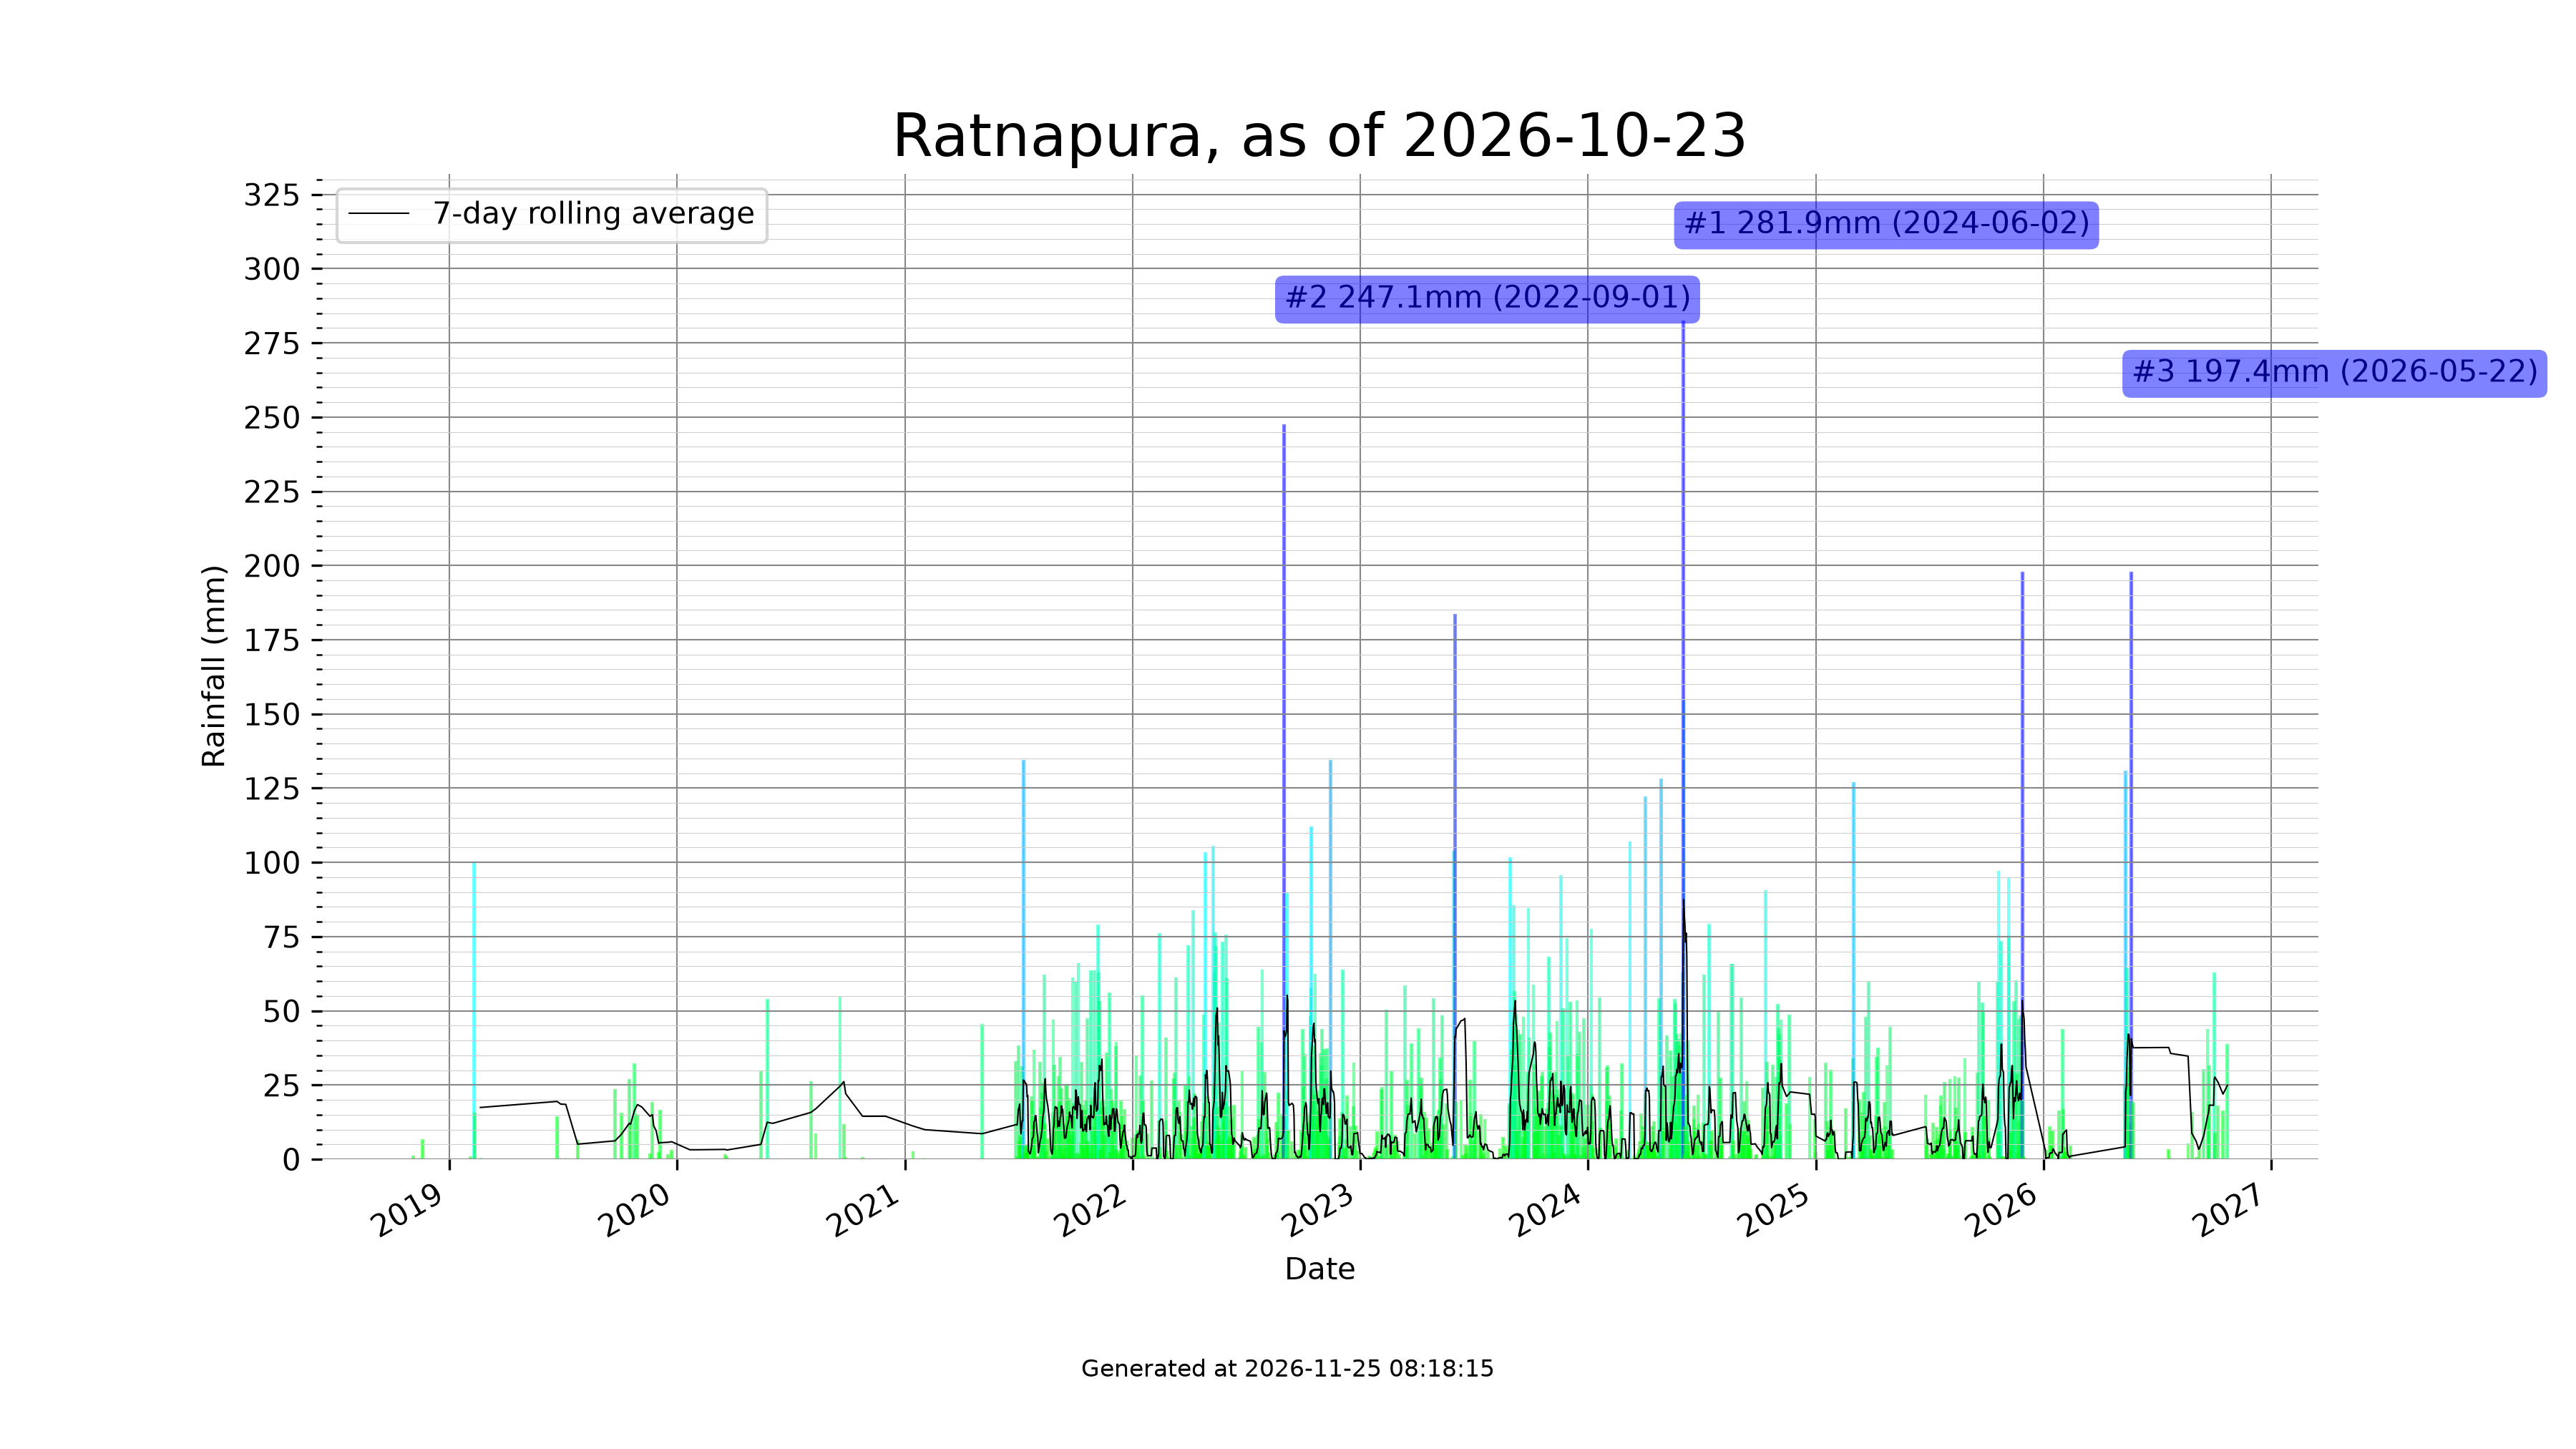 Ratnapura, as of 2026-10-23
7-day rolling average
#1 281.9mm (2024-06-02)
#2 247.1mm (2022-09-01)
#3 197.4mm (2026-05-22)
Rainfall (mm)
325
300
275
250
225
200
175
150
125
100
75
50
25
0
2019
2020
2021
2022
2023
2024
2025
2026
2027
Date
Generated at 2026-11-25 08:18:15